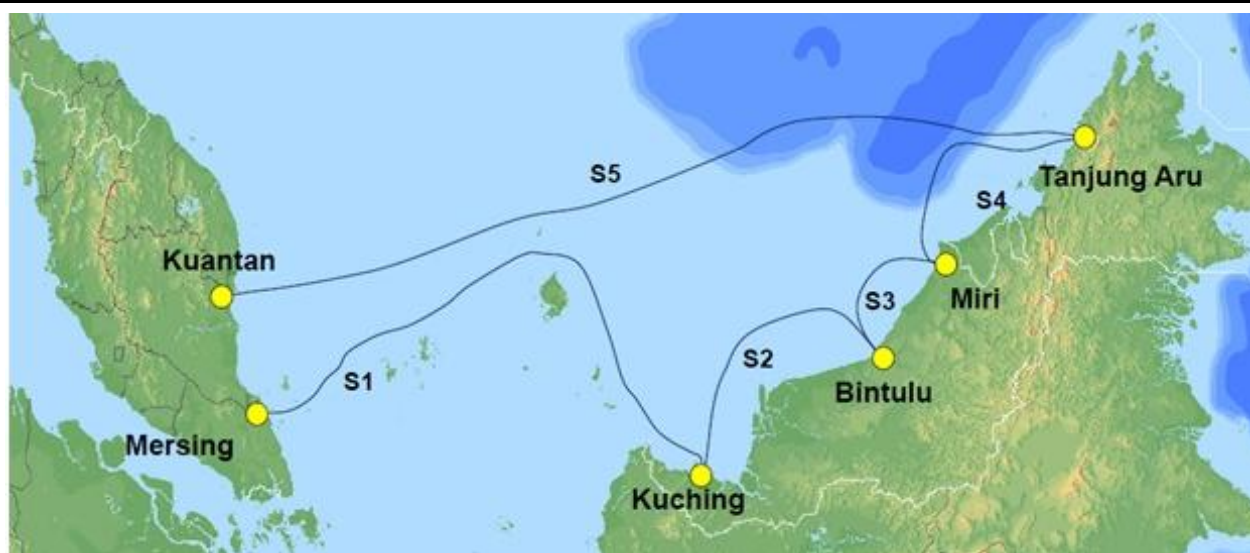 S5
Tanjung Aru
S4
Kuantan
Miri
S3
S2
S1
Bintulu
Mersing
Kuching